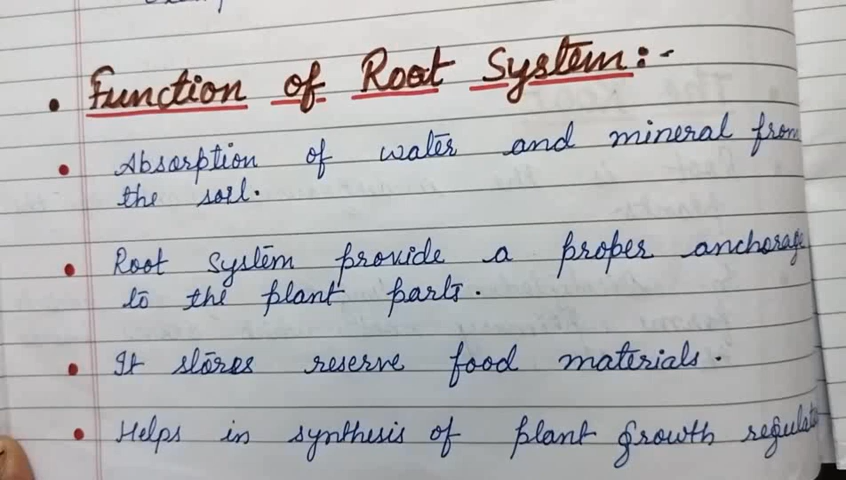 • Function of Root System:-
• Absorption of water and mineral from
the soil.
• Root system provide a proper anchorage
to the plant parts.
• It stores reserve food materials.
• Helps in synthesis of plant growth regulat